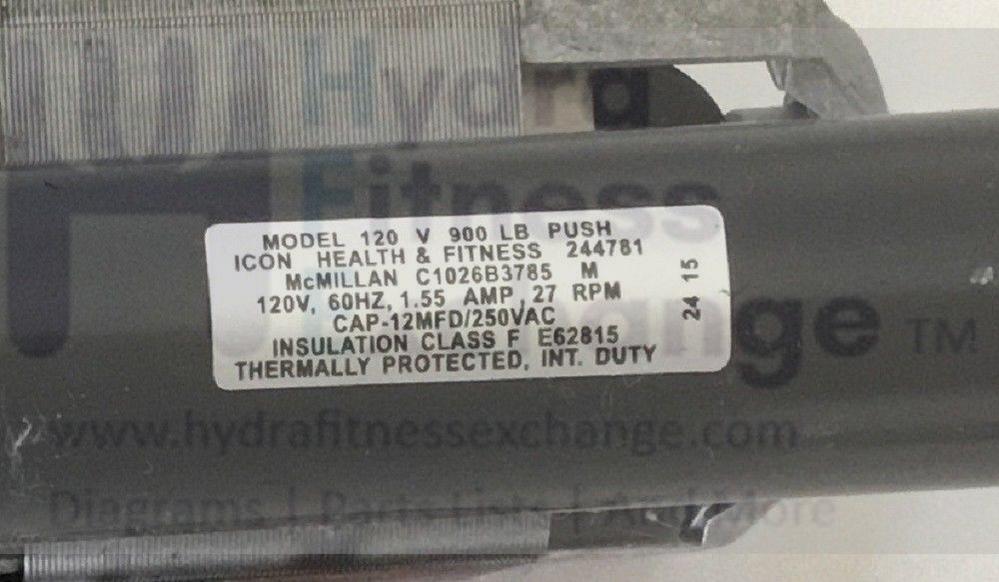 Hydra
Fitness
Exchange TM
MODEL 120 V 900 LB PUSH
ICON HEALTH & FITNESS 244781
McMILLAN C1026B3785 M
120V, 60HZ, 1.55 AMP, 27 RPM
CAP-12MFD/250VAC
INSULATION CLASS F E62815
THERMALLY PROTECTED, INT. DUTY
24 15
www.hydrafitnessexchange.com
Diagrams | Parts Lists | And More